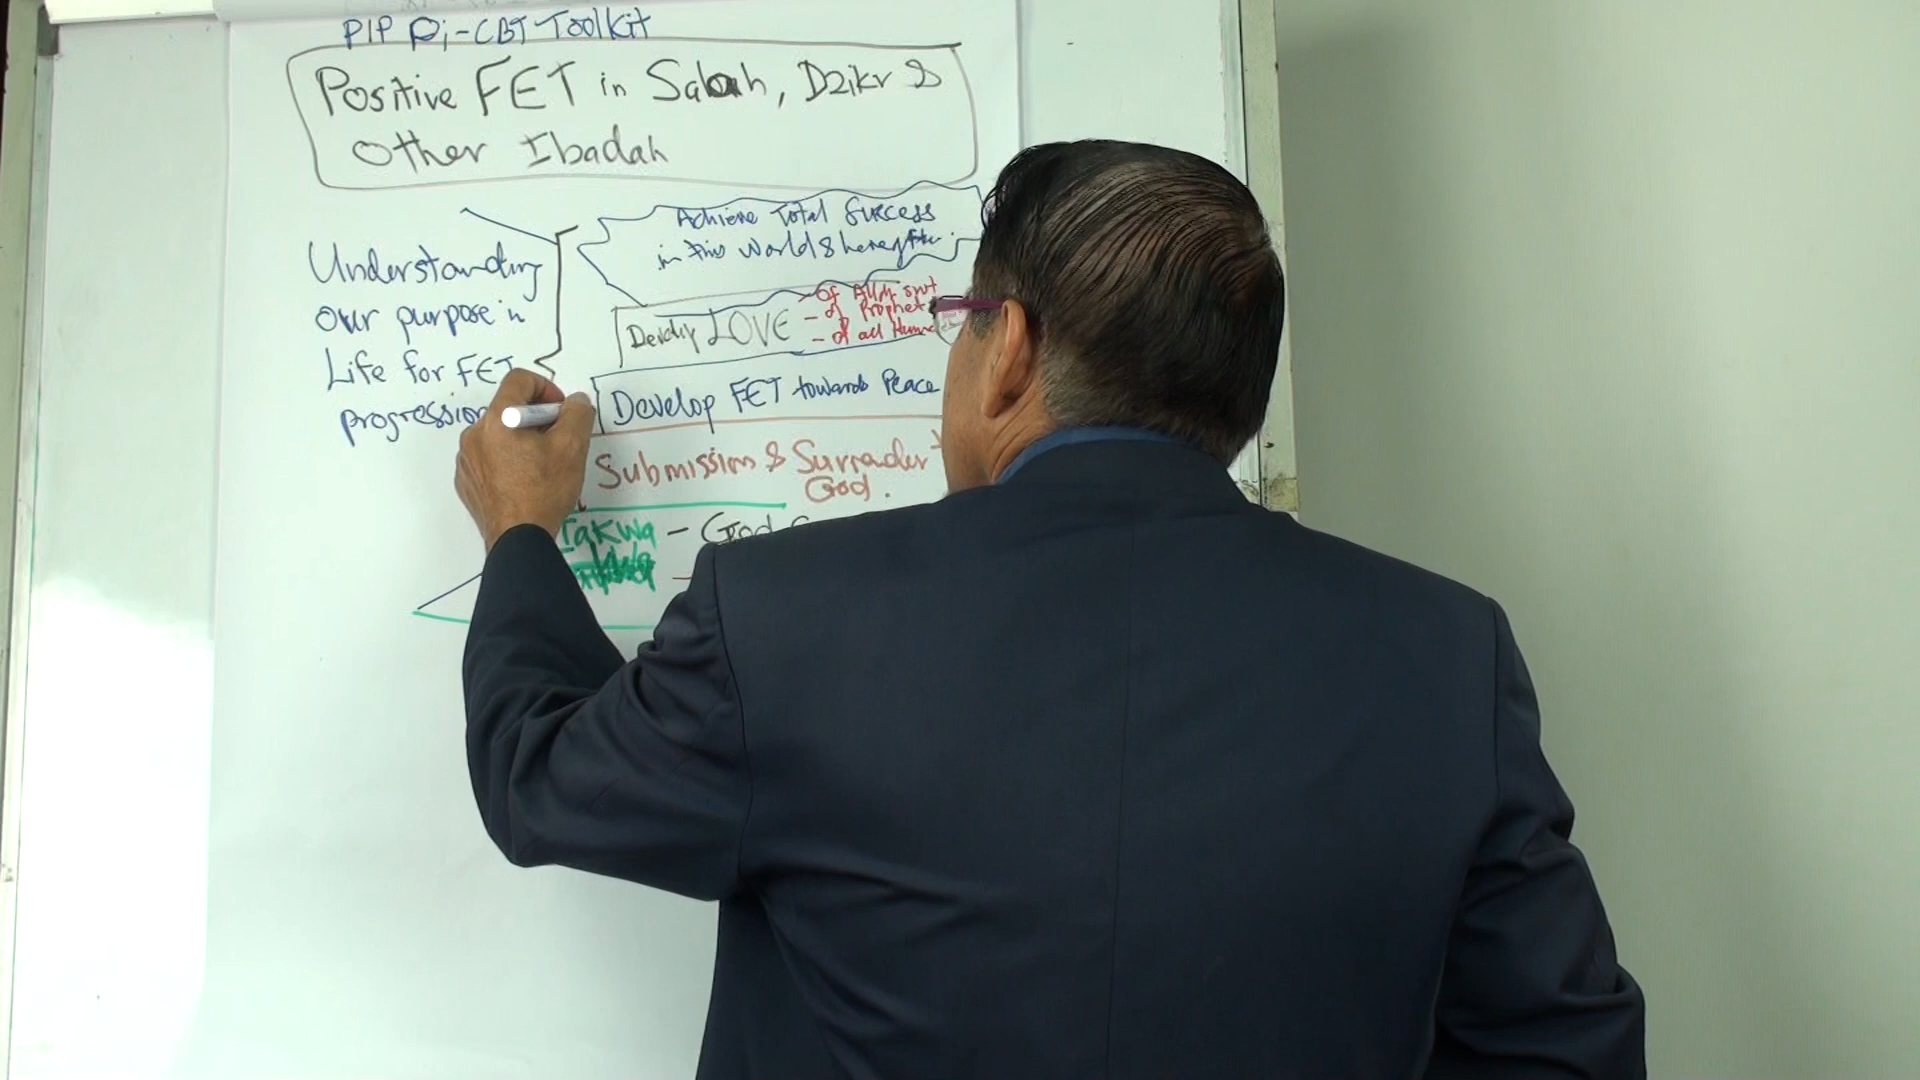 PIP Pi-CBT Toolkit
Positive FET in Salah, Dzikr &
Other Ibadah
Achieve Total Success
in this World & hereafter.
Understanding
our purpose in
Life for FET
progression
Develop LOVE
- Of Allah swt
- of Prophet
- of all Human
Develop FET towards Peace
Submission & Surrender
God.
Takwa - God